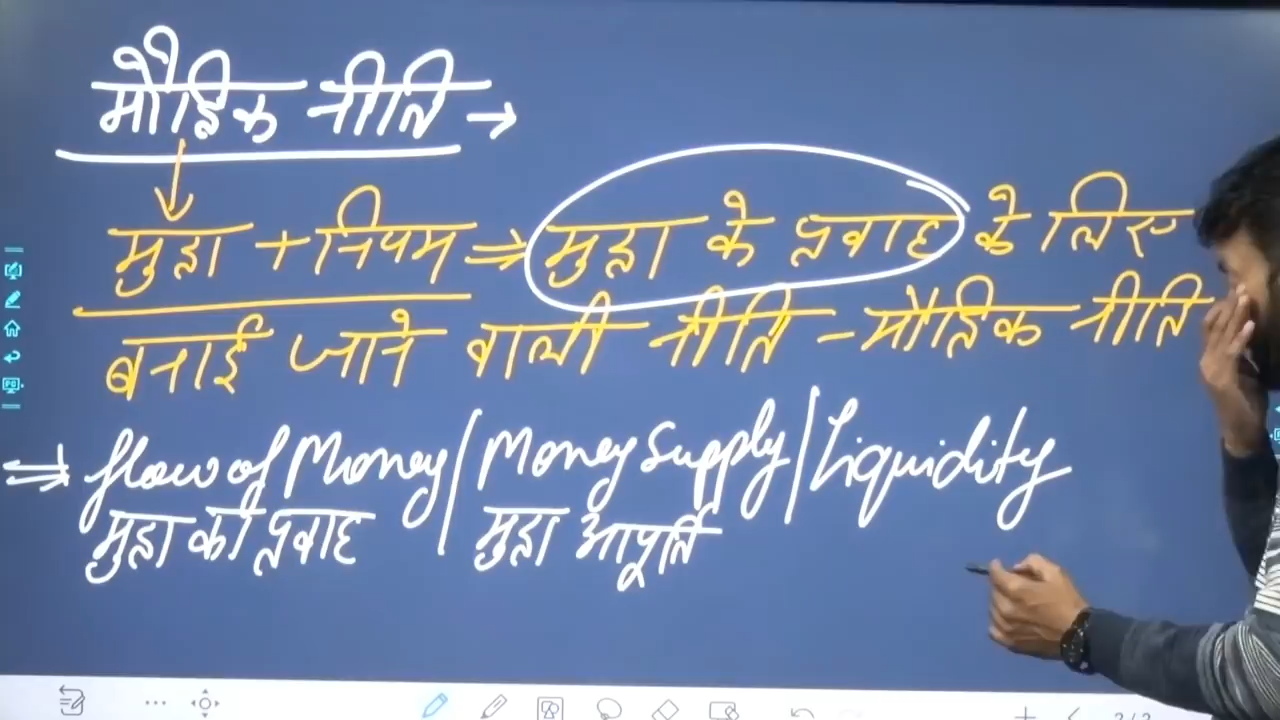 मौद्रिक नीति →
मुद्रा + नियम ⇒ मुद्रा के प्रवाह के लिए
बनाई जाने वाली नीति - मौद्रिक नीति
⇒ flow of Money / Money Supply / Liquidity
मुद्रा का प्रवाह / मुद्रा आपूर्ति